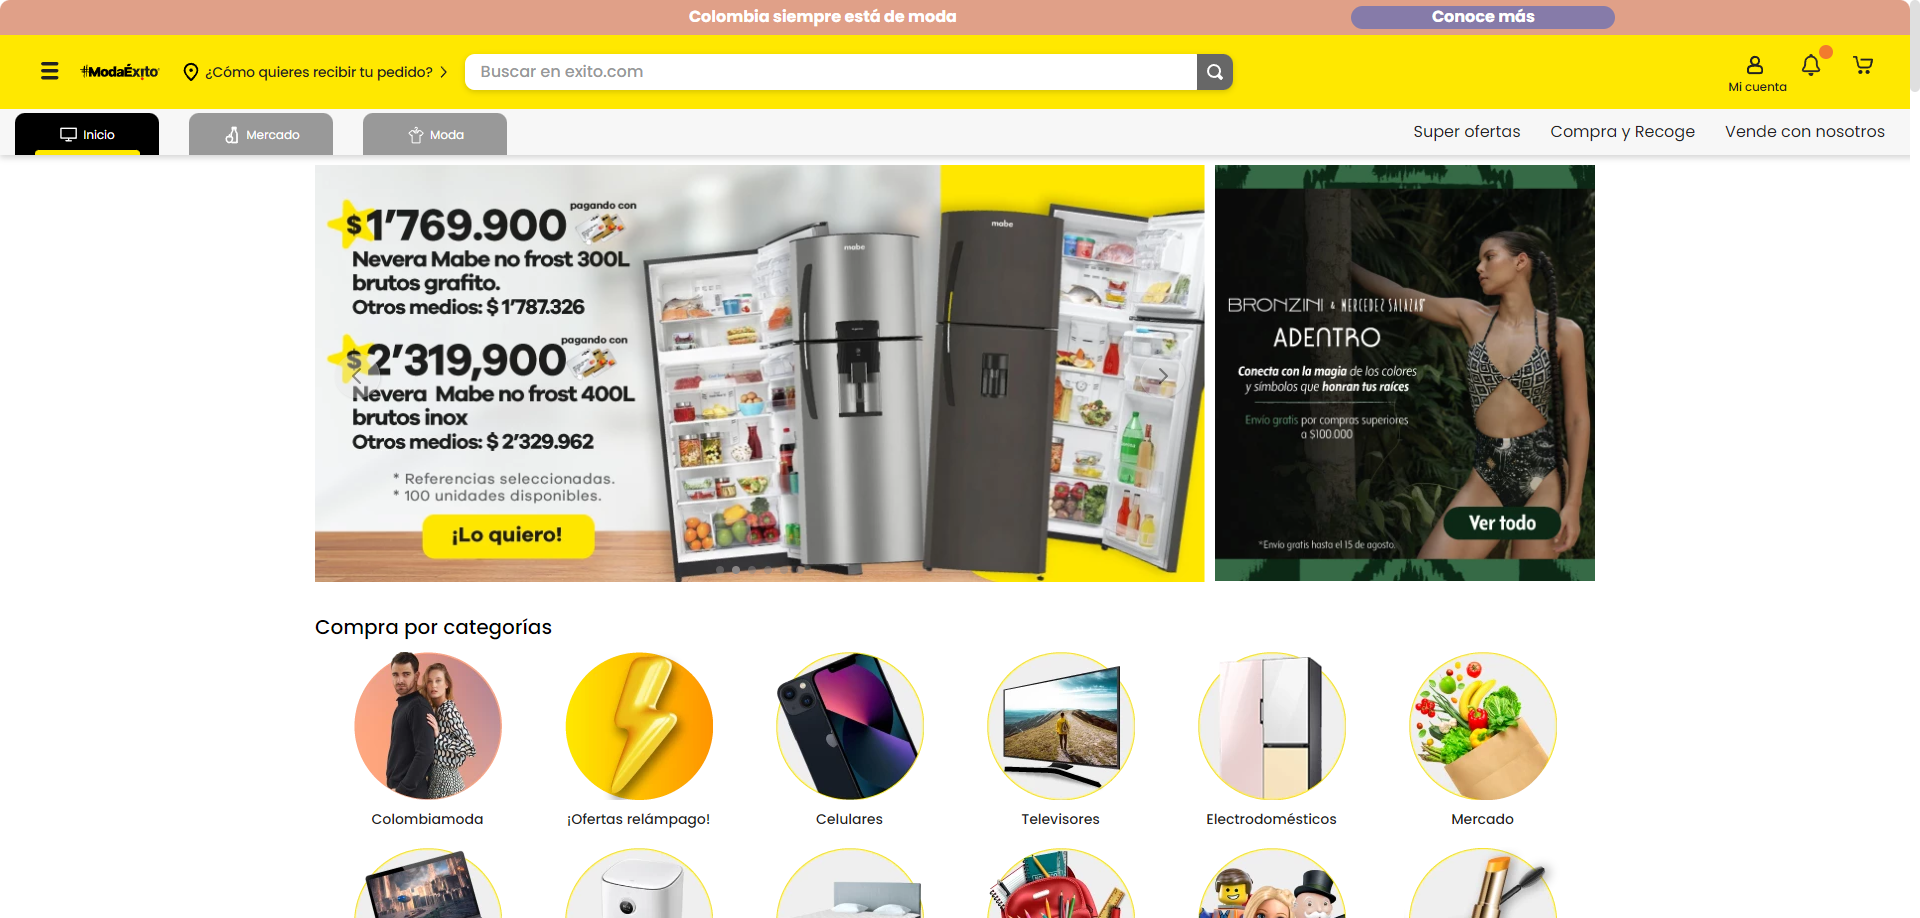 Colombia siempre está de moda
Conoce más
#ModaÉxito
¿Cómo quieres recibir tu pedido?
Buscar en exito.com
Mi cuenta
Inicio
Mercado
Moda
Super ofertas
Compra y Recoge
Vende con nosotros
$1'769.900 pagando con
Nevera Mabe no frost 300L
brutos grafito.
Otros medios: $ 1'787.326
$2'319,900 pagando con
Nevera Mabe no frost 400L
brutos inox
Otros medios: $ 2'329.962
* Referencias seleccionadas.
* 100 unidades disponibles.
¡Lo quiero!
mabe
mabe
BRONZINI & MERCEDEZ SALAZAR
ADENTRO
Conecta con la magia de los colores
y símbolos que honran tus raíces
Envío gratis por compras superiores
a $100.000
Ver todo
*Envío gratis hasta el 15 de agosto.
Compra por categorías
Colombiamoda
¡Ofertas relámpago!
Celulares
Televisores
Electrodomésticos
Mercado